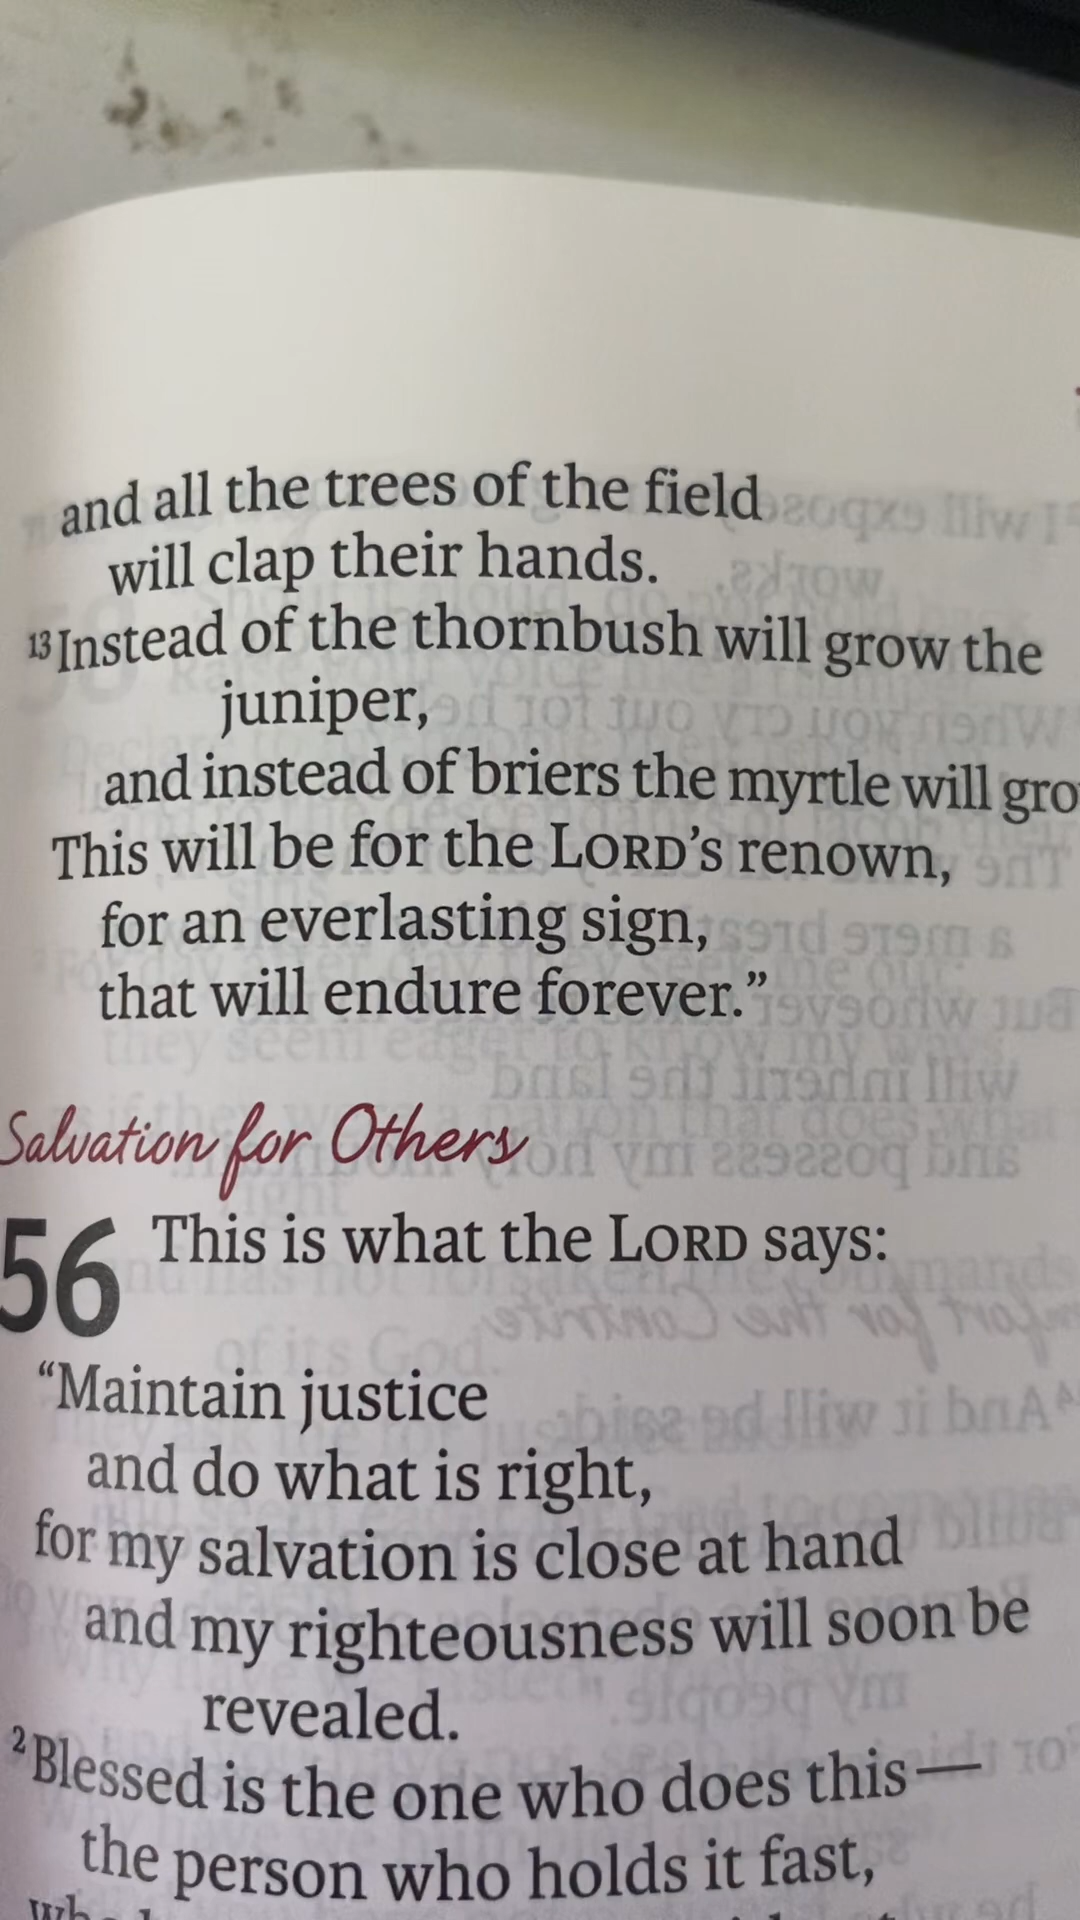 and all the trees of the field
will clap their hands.
13 Instead of the thornbush will grow the
juniper,
and instead of briers the myrtle will gro
This will be for the LORD’s renown,
for an everlasting sign,
that will endure forever.”
Salvation for Others
56 This is what the LORD says:
“Maintain justice
and do what is right,
for my salvation is close at hand
and my righteousness will soon be
revealed.
2 Blessed is the one who does this—
the person who holds it fast,